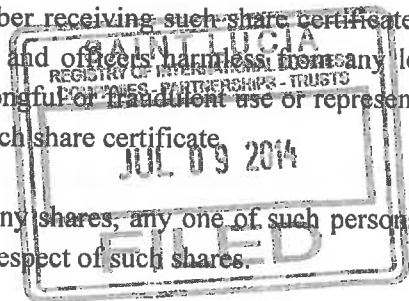 ber receiving such share certificate
SAINT LUCIA
and officers harmless from any l
REGISTRY OF INTERNATIONAL BUSINESS
COMPANIES - PARTNERSHIPS - TRUSTS
ongful or fraudulent use or represen
ch share certificate.
JUL 09 2014
ny shares, any one of such person
FILED
espect of such shares.